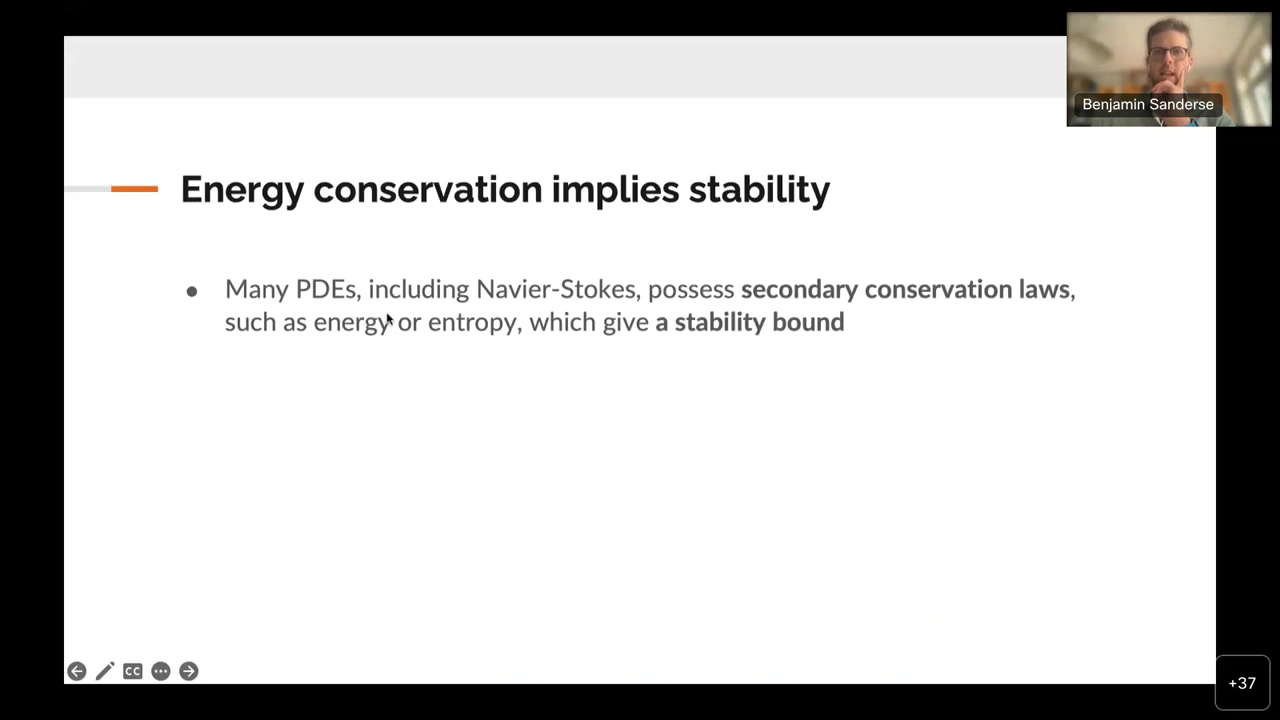 Benjamin Sanderse
Energy conservation implies stability
● Many PDEs, including Navier-Stokes, possess secondary conservation laws,
such as energy or entropy, which give a stability bound
CC
+37